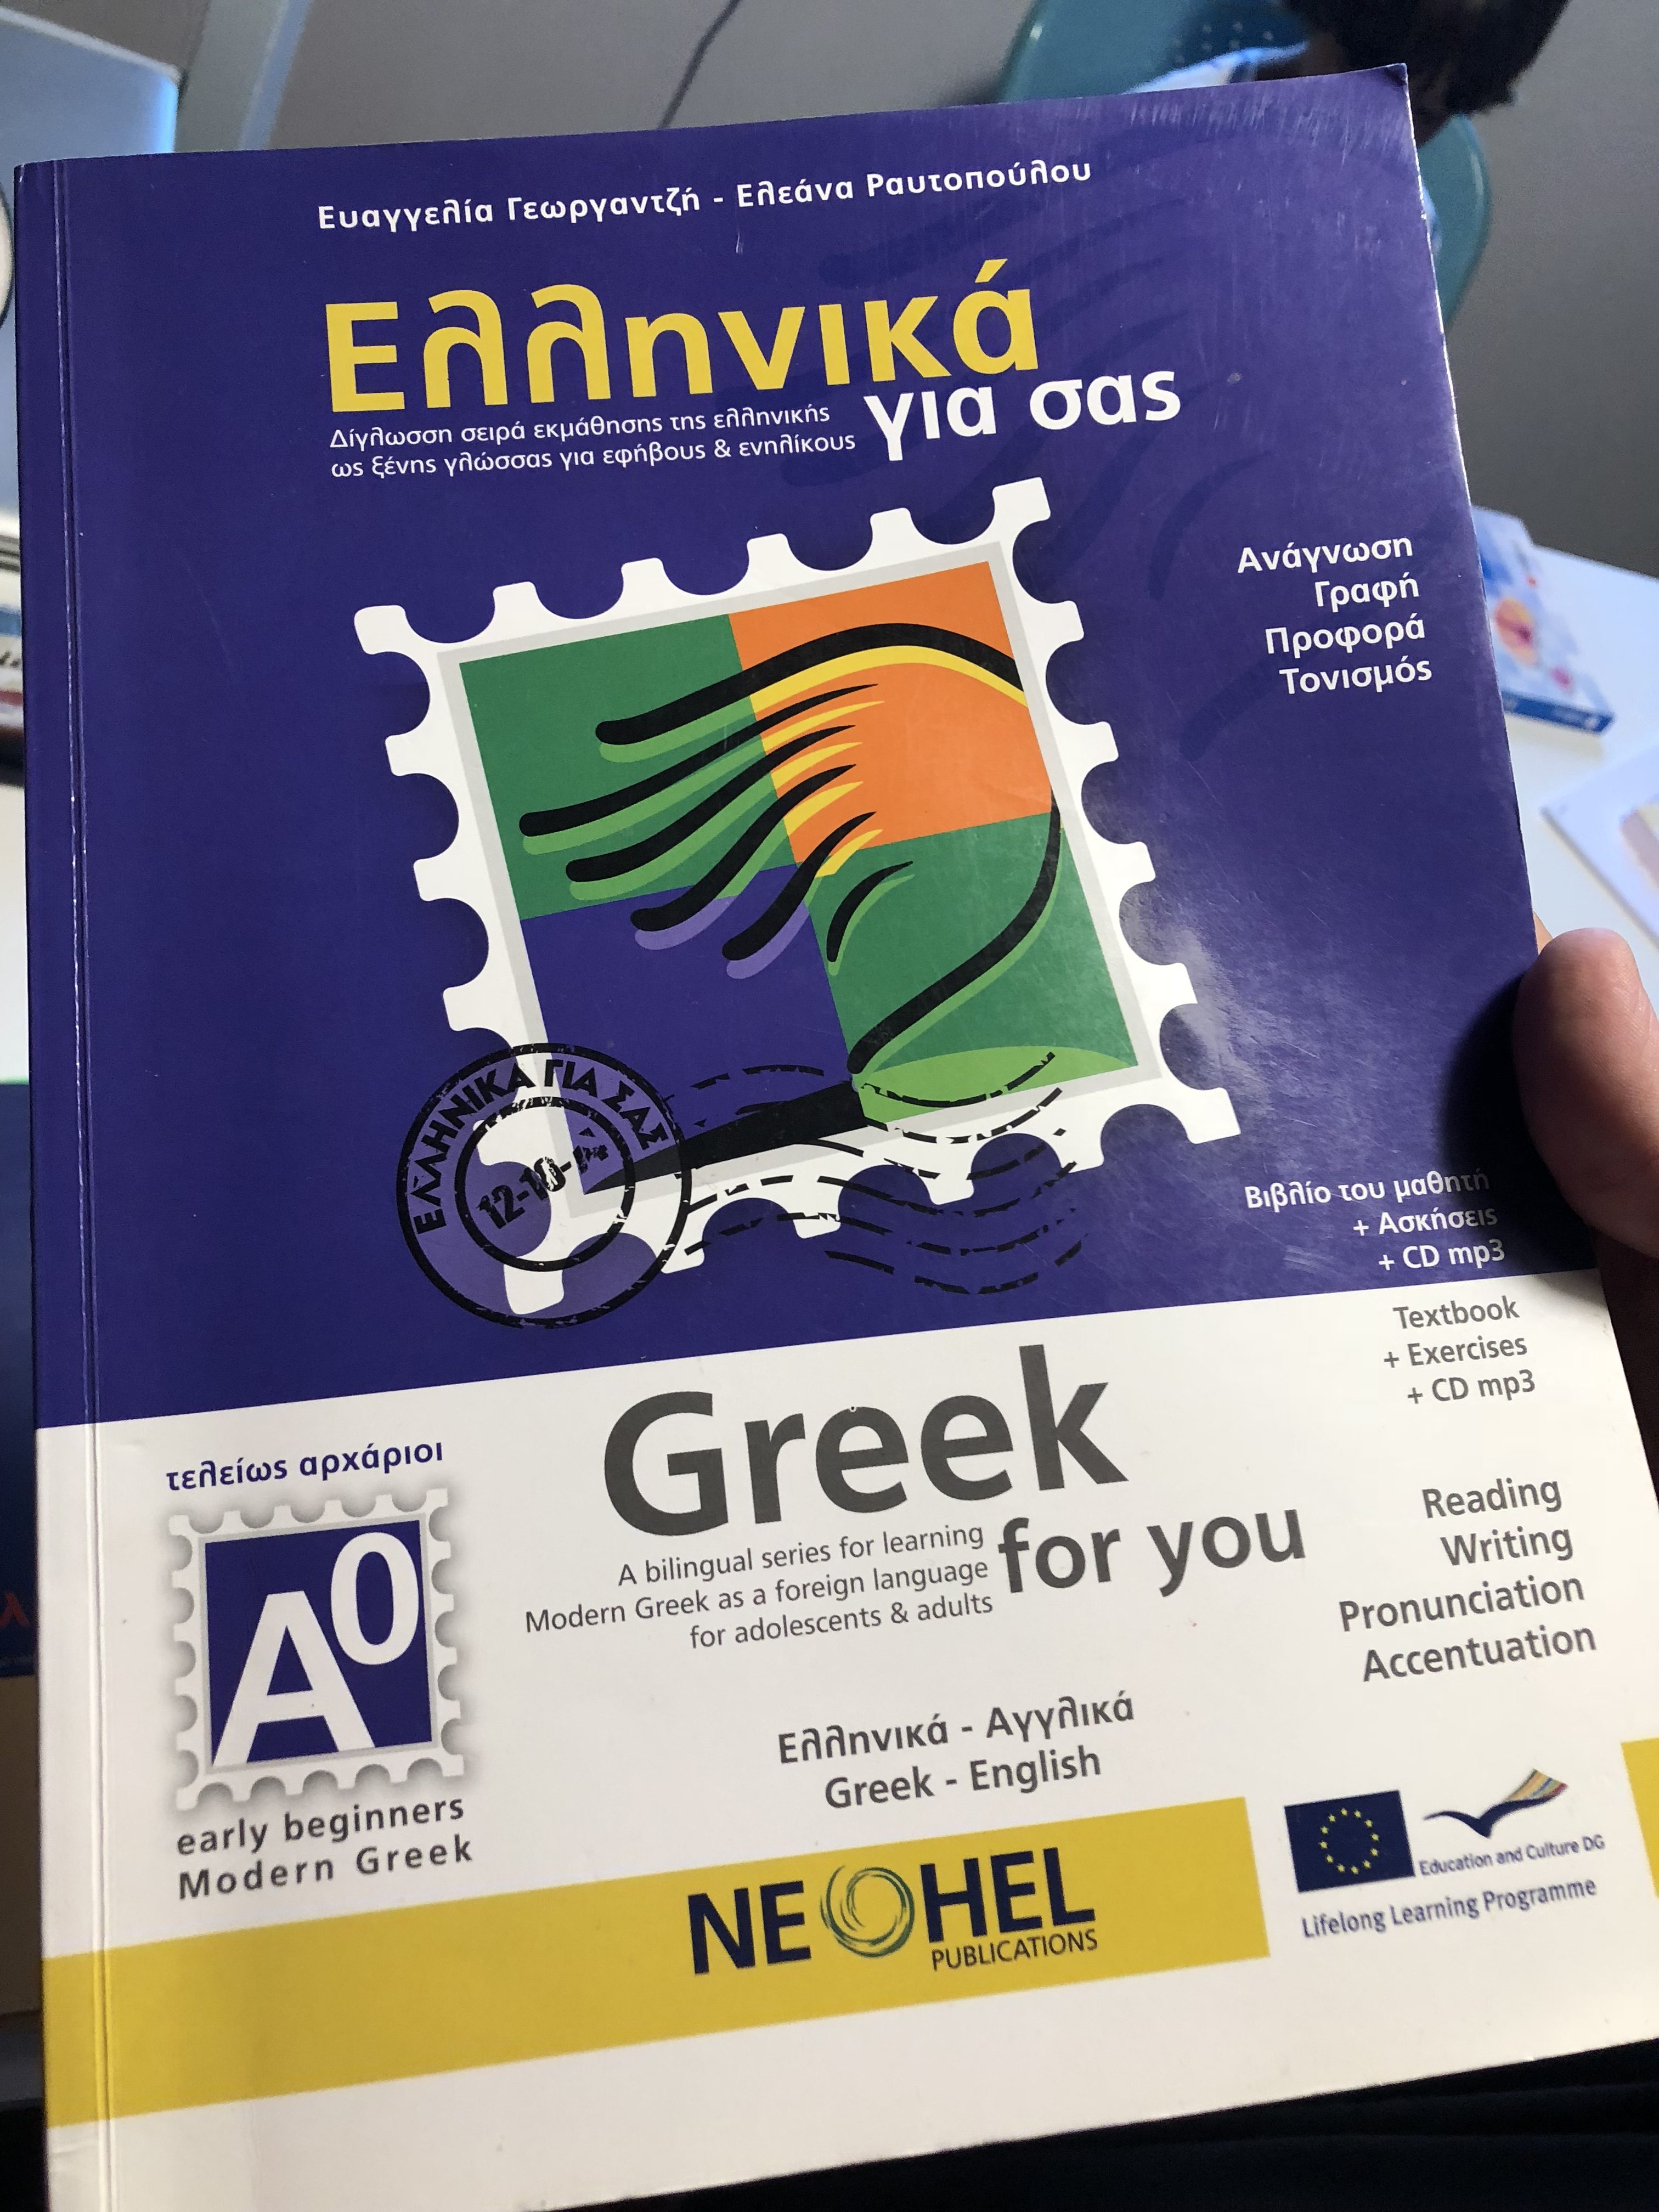 Ευαγγελία Γεωργαντζή - Ελεάνα Ραυτοπούλου
Ελληνικά
για σας
Δίγλωσση σειρά εκμάθησης της ελληνικής
ως ξένης γλώσσας για εφήβους & ενηλίκους
Ανάγνωση
Γραφή
Προφορά
Τονισμός
ΕΛΛΗΝΙΚΑ ΓΙΑ ΣΑΣ
Βιβλίο του μαθητή
+ Ασκήσεις
+ CD mp3
Textbook
+ Exercises
+ CD mp3
Greek
for you
A bilingual series for learning
Modern Greek as a foreign language
for adolescents & adults
Reading
Writing
Pronunciation
Accentuation
τελείως αρχάριοι
A0
early beginners
Modern Greek
Ελληνικά - Αγγλικά
Greek - English
NEOHEL
PUBLICATIONS
Education and Culture DG
Lifelong Learning Programme